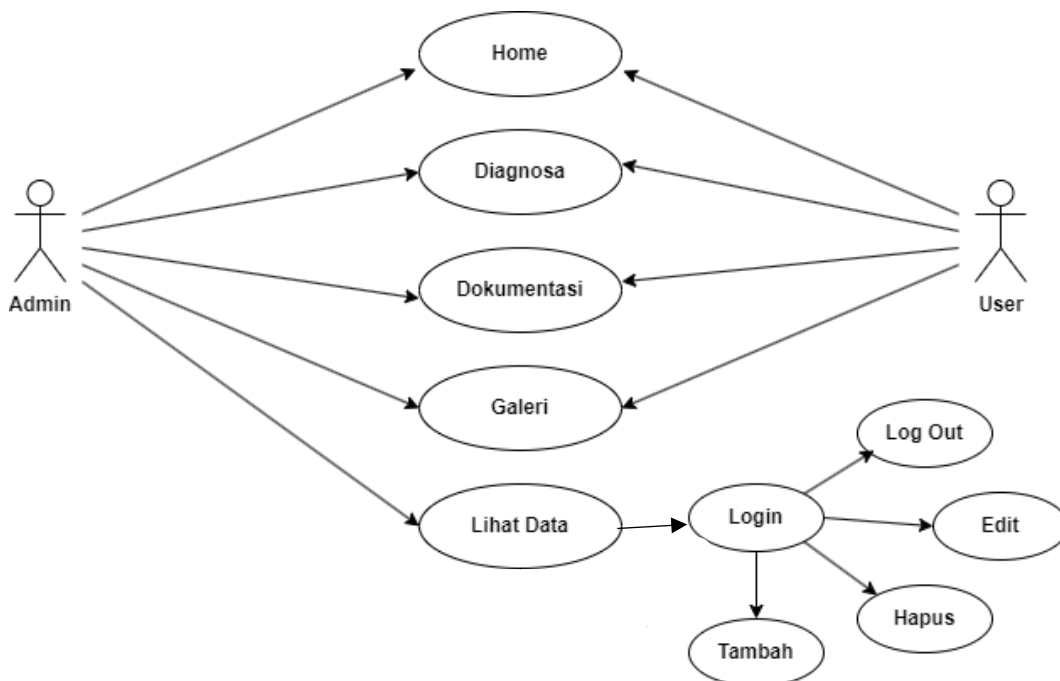 Home
Diagnosa
Admin
Dokumentasi
User
Galeri
Log Out
Lihat Data
Login
Edit
Hapus
Tambah